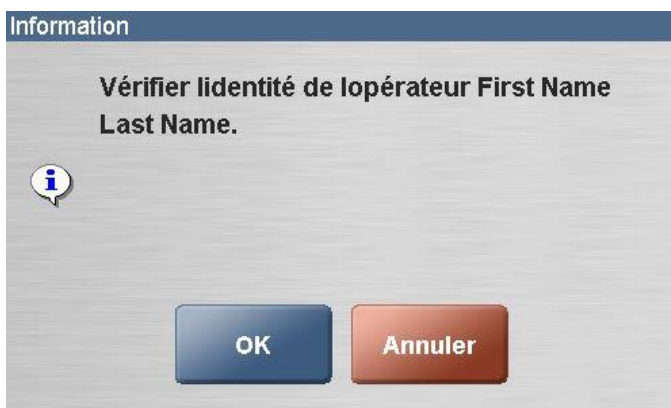 Information
Vérifier lidentité de lopérateur First Name
Last Name.
i
OK
Annuler